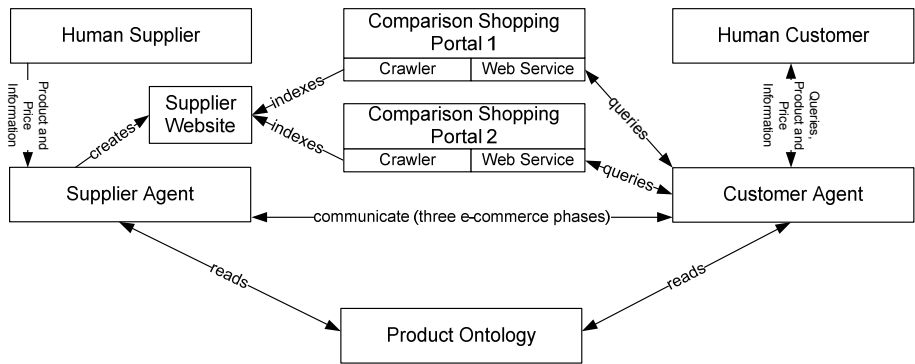 Human Supplier
Comparison Shopping
Portal 1
Crawler
Web Service
Human Customer
Product and
Price
Information
Supplier
Website
indexes
indexes
Comparison Shopping
Portal 2
Crawler
Web Service
queries
queries
Queries,
Product and
Price
Information
creates
Supplier Agent
communicate (three e-commerce phases)
Customer Agent
reads
reads
Product Ontology